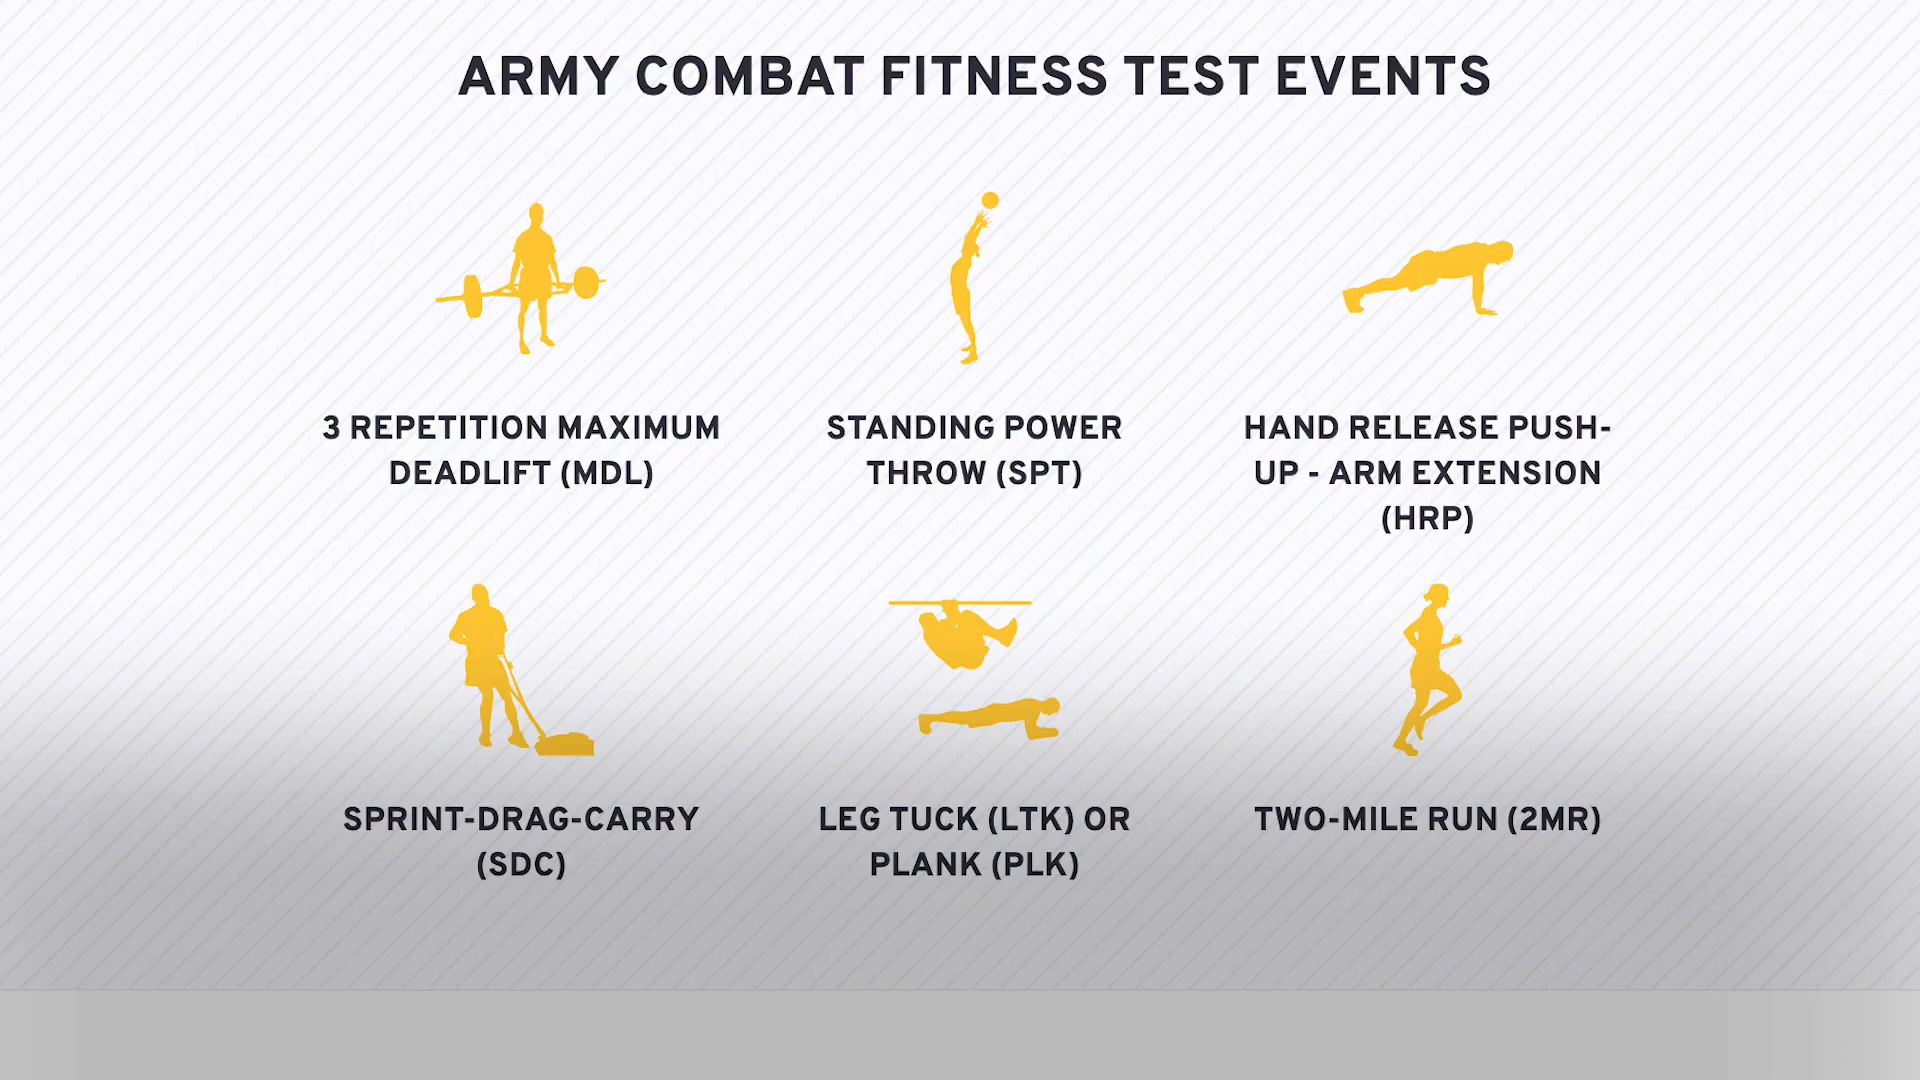 ARMY COMBAT FITNESS TEST EVENTS
3 REPETITION MAXIMUM
DEADLIFT (MDL)
STANDING POWER
THROW (SPT)
HAND RELEASE PUSH-
UP - ARM EXTENSION
(HRP)
SPRINT-DRAG-CARRY
(SDC)
LEG TUCK (LTK) OR
PLANK (PLK)
TWO-MILE RUN (2MR)